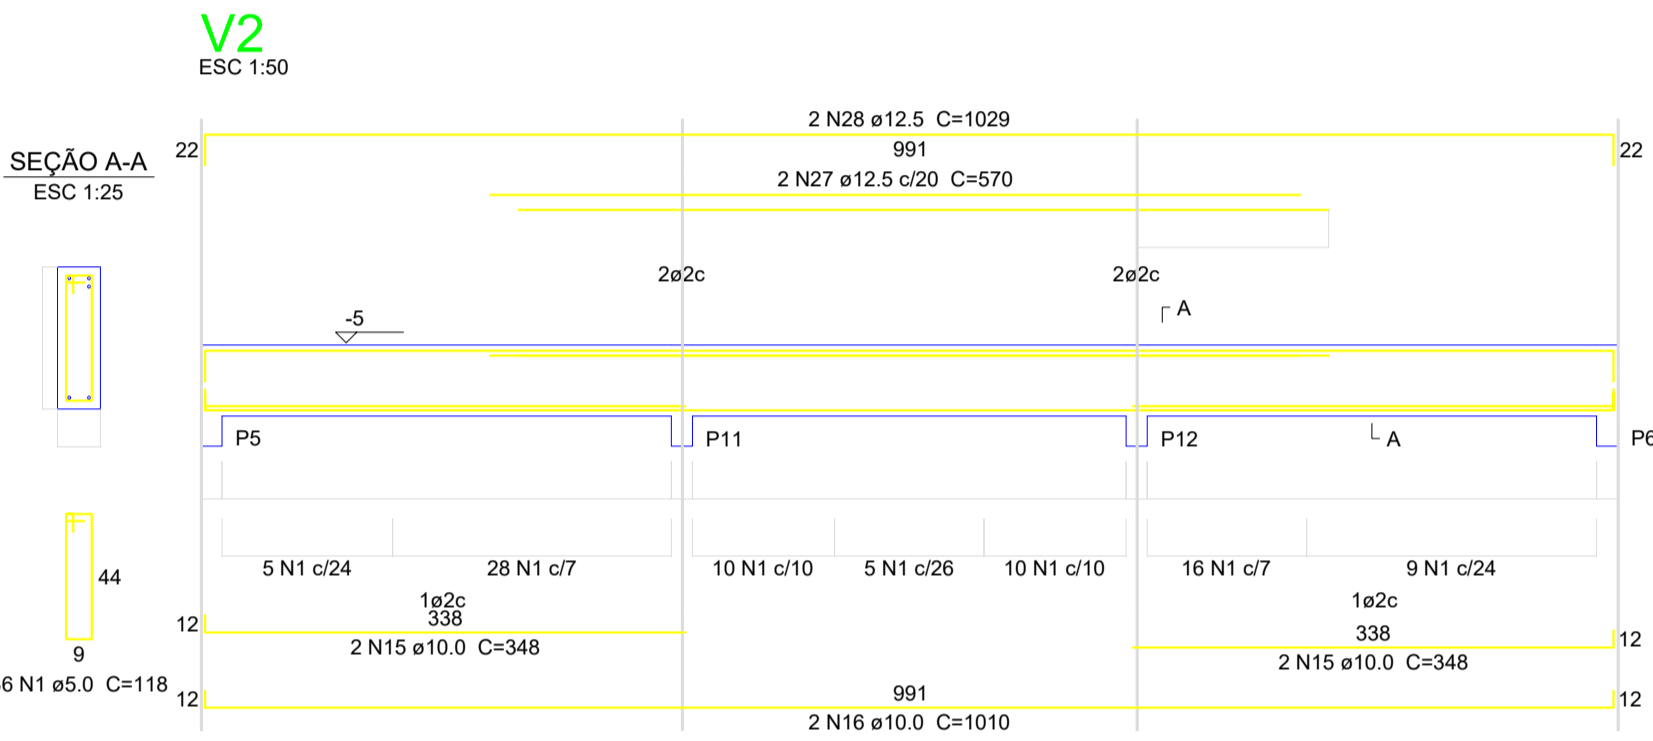 V2
ESC 1:50
2 N28 ø12.5 C=1029
22
991
22
SEÇÃO A-A
ESC 1:25
2 N27 ø12.5 c/20 C=570
2ø2c
2ø2c
A
-5
P5
P11
P12
A
P6
5 N1 c/24
28 N1 c/7
10 N1 c/10
5 N1 c/26
10 N1 c/10
16 N1 c/7
9 N1 c/24
44
9
6 N1 ø5.0 C=118
1ø2c
338
12
2 N15 ø10.0 C=348
1ø2c
338
12
2 N15 ø10.0 C=348
12
991
12
2 N16 ø10.0 C=1010